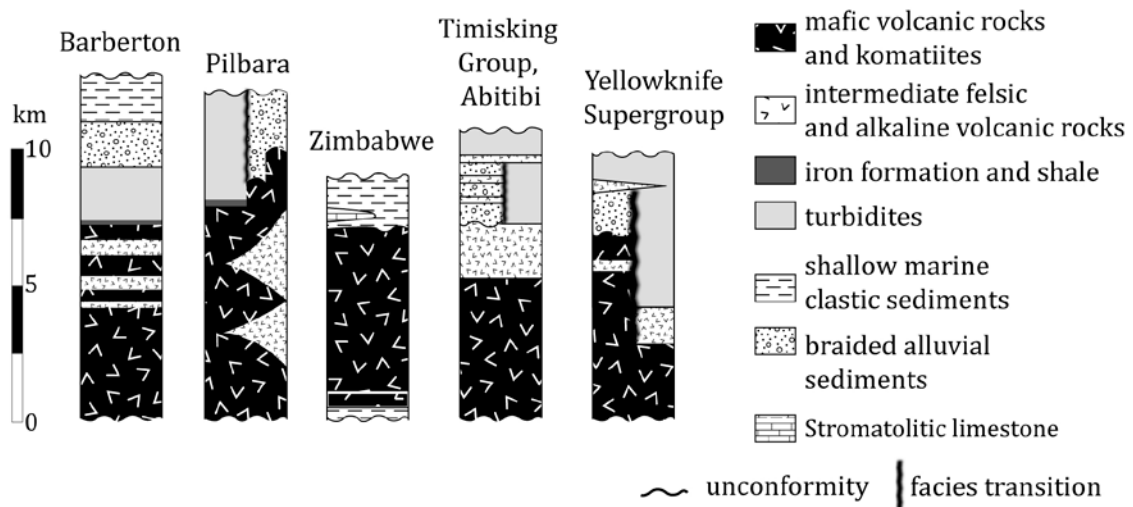 Barberton
Pilbara
Zimbabwe
Timisking
Group,
Abitibi
Yellowknife
Supergroup
km
10
5
0
mafic volcanic rocks
and komatiites
intermediate felsic
and alkaline volcanic rocks
iron formation and shale
turbidites
shallow marine
clastic sediments
braided alluvial
sediments
Stromatolitic limestone
unconformity
facies transition